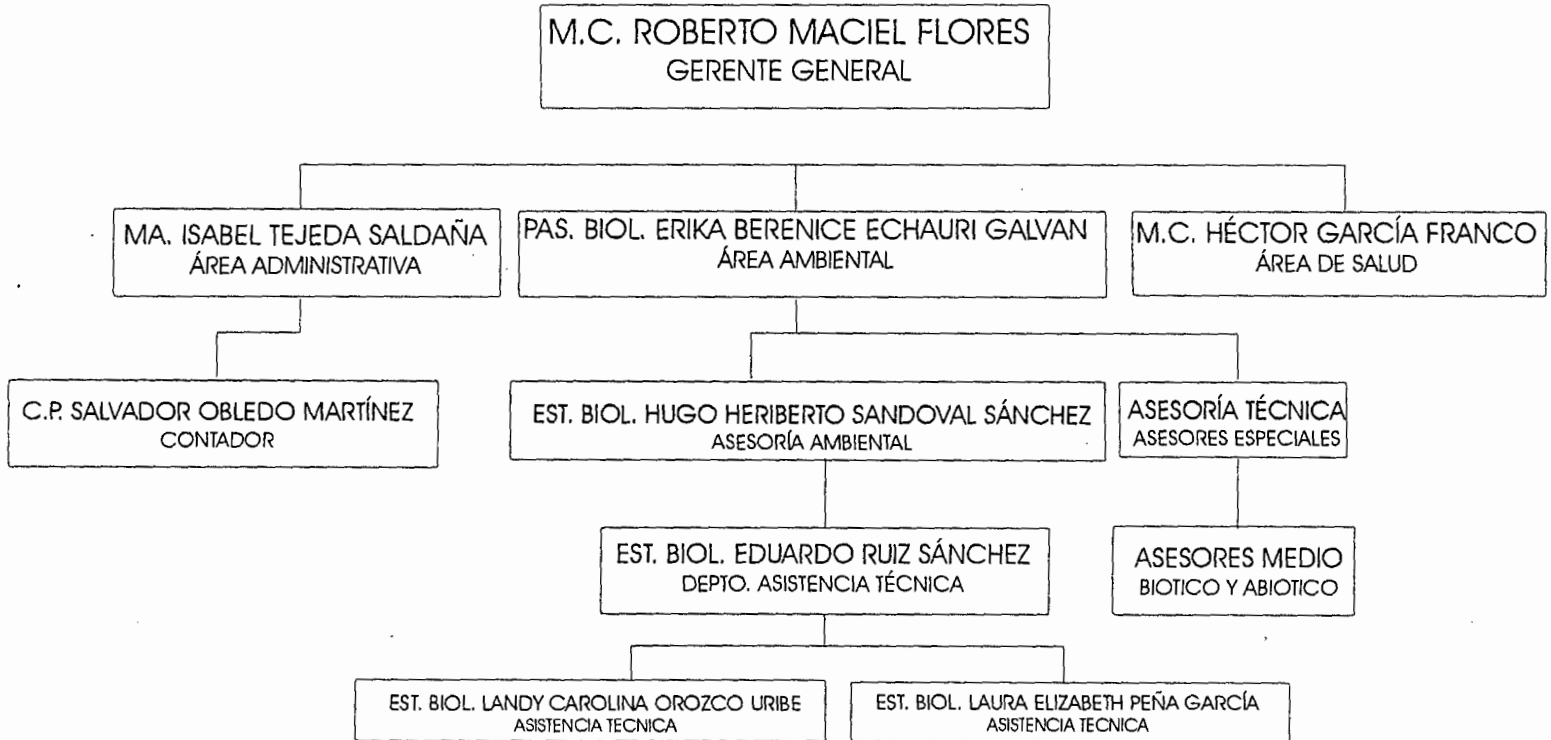 M.C. ROBERTO MACIEL FLORES
GERENTE GENERAL
MA. ISABEL TEJEDA SALDAÑA
ÁREA ADMINISTRATIVA
PAS. BIOL. ERIKA BERENICE ECHAURI GALVAN
ÁREA AMBIENTAL
M.C. HÉCTOR GARCÍA FRANCO
ÁREA DE SALUD
C.P. SALVADOR OBLEDO MARTÍNEZ
CONTADOR
EST. BIOL. HUGO HERIBERTO SANDOVAL SÁNCHEZ
ASESORÍA AMBIENTAL
ASESORÍA TÉCNICA
ASESORES ESPECIALES
EST. BIOL. EDUARDO RUIZ SÁNCHEZ
DEPTO. ASISTENCIA TÉCNICA
ASESORES MEDIO
BIOTICO Y ABIOTICO
EST. BIOL. LANDY CAROLINA OROZCO URIBE
ASISTENCIA TECNICA
EST. BIOL. LAURA ELIZABETH PEÑA GARCÍA
ASISTENCIA TECNICA